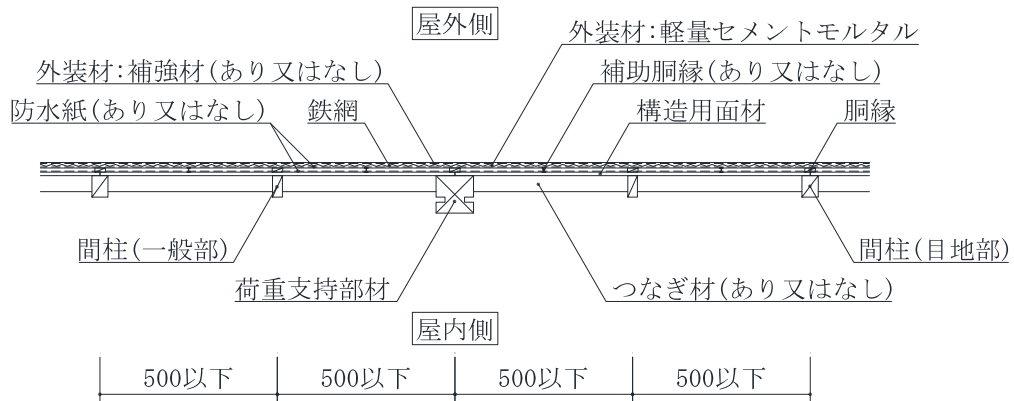 屋外側
外装材:軽量セメントモルタル
外装材:補強材(あり又はなし)
補助胴縁(あり又はなし)
防水紙(あり又はなし)
鉄網
構造用面材
胴縁
間柱(一般部)
間柱(目地部)
荷重支持部材
つなぎ材(あり又はなし)
屋内側
500以下
500以下
500以下
500以下